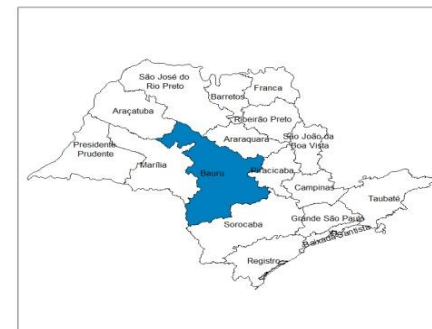 São José do
Rio Preto
Barretos
Franca
Araçatuba
Ribeirão Preto
Presidente
Prudente
Araraquara
São João da
Boa Vista
Marília
Bauru
Piracicaba
Campinas
Taubaté
Grande São Paulo
Sorocaba
Baixada Santista
Registro